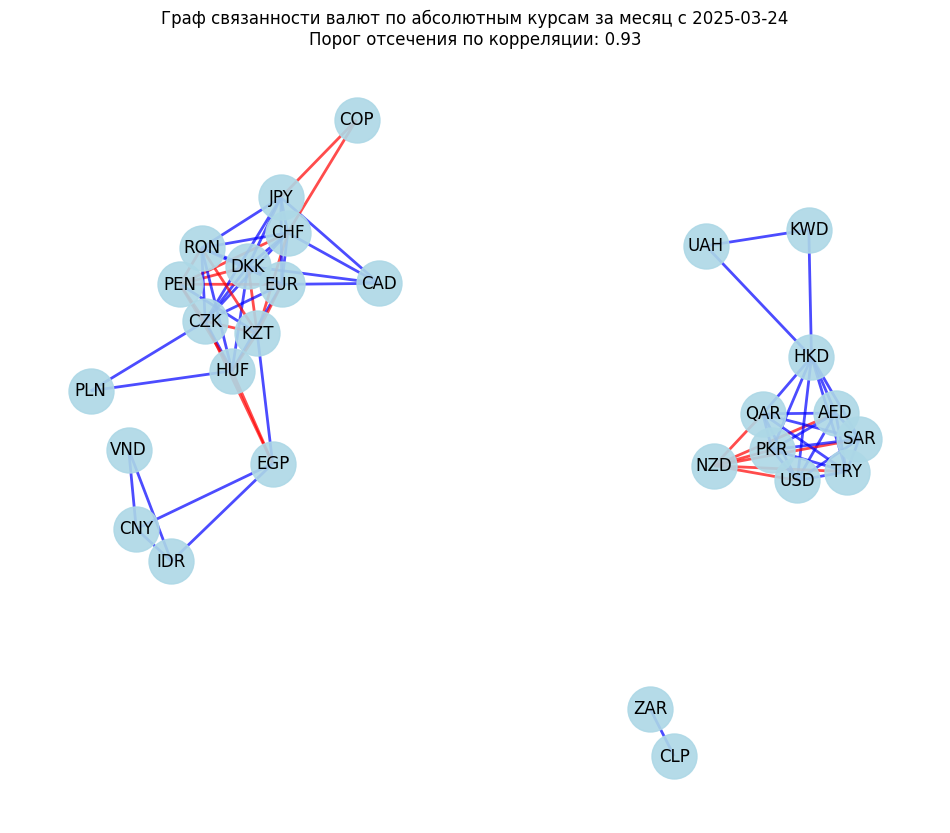 Граф связанности валют по абсолютным курсам за месяц с 2025-03-24
Порог отсечения по корреляции: 0.93
COP
JPY
CHF
RON
DKK
PEN
EUR
CAD
CZK
KZT
HUF
PLN
VND
EGP
CNY
IDR
UAH
KWD
HKD
QAR
AED
PKR
SAR
NZD
USD
TRY
ZAR
CLP